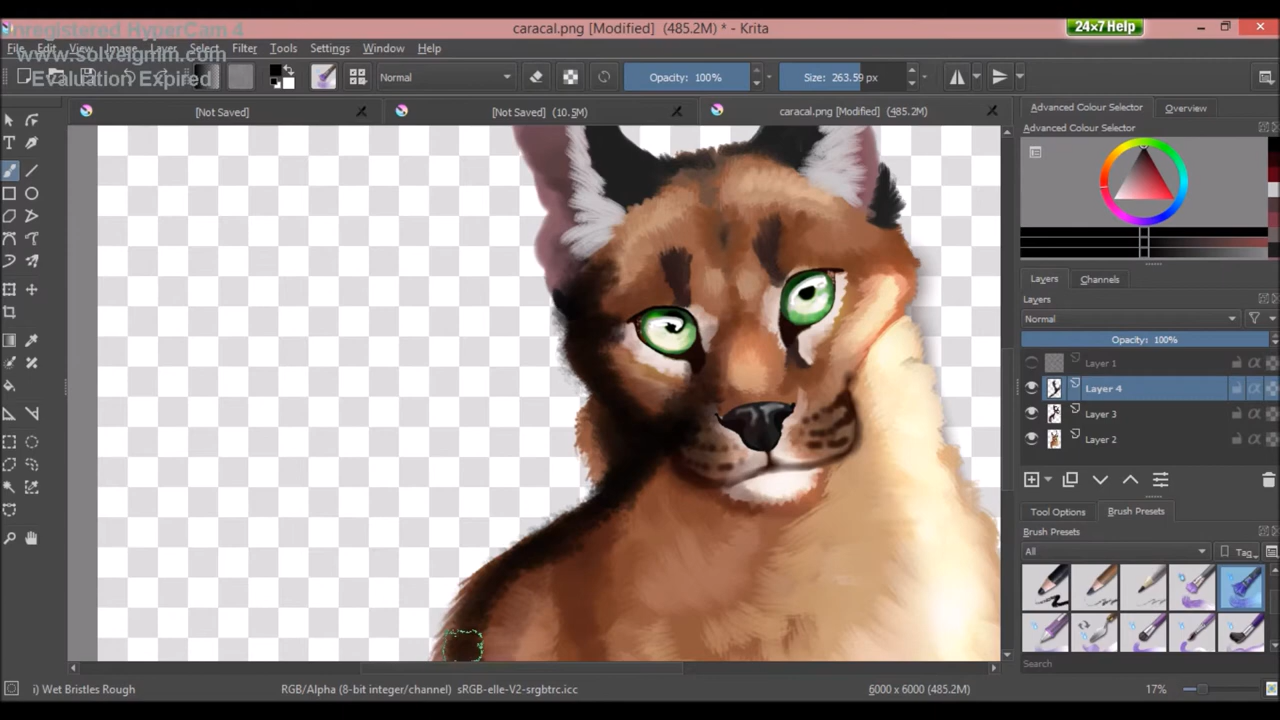 Unregistered HyperCam 4
caracal.png [Modified] (485.2M) * - Krita
24x7 Help
File Edit View Image Layer Select Filter Tools Settings Window Help
www.solveigmm.com
Evaluation Expired
Normal
Opacity: 100%
Size: 263.59 px
[Not Saved]
[Not Saved] (10.5M)
caracal.png [Modified] (485.2M)
Advanced Colour Selector
Overview
Advanced Colour Selector
Layers
Channels
Layers
Normal
Opacity: 100%
Layer 1
Layer 4
Layer 3
Layer 2
Tool Options
Brush Presets
Brush Presets
All
Tag
Search
i) Wet Bristles Rough
RGB/Alpha (8-bit integer/channel) sRGB-elle-V2-srgbtrc.icc
6000 x 6000 (485.2M)
17%